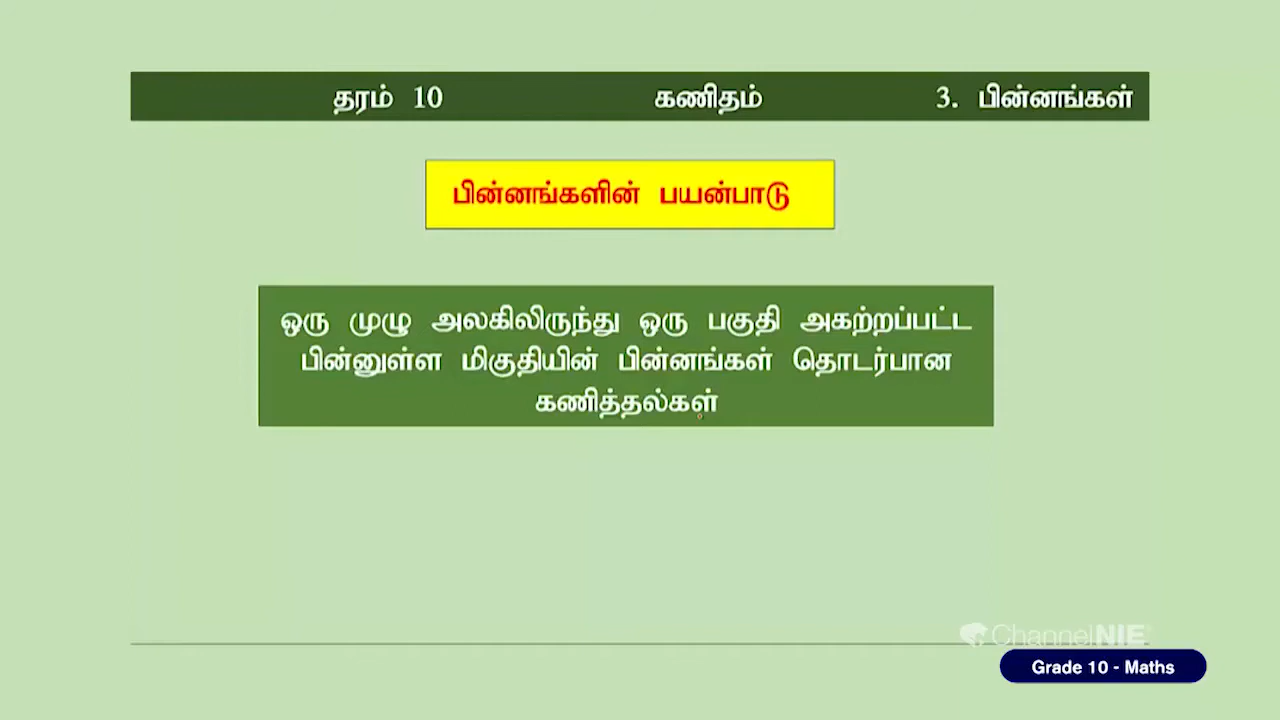 தரம் 10 கணிதம் 3. பின்னங்கள்
பின்னங்களின் பயன்பாடு
ஒரு முழு அலகிலிருந்து ஒரு பகுதி அகற்றப்பட்ட
பின்னுள்ள மிகுதியின் பின்னங்கள் தொடர்பான
கணித்தல்கள்
ChannelNIE
Grade 10 - Maths